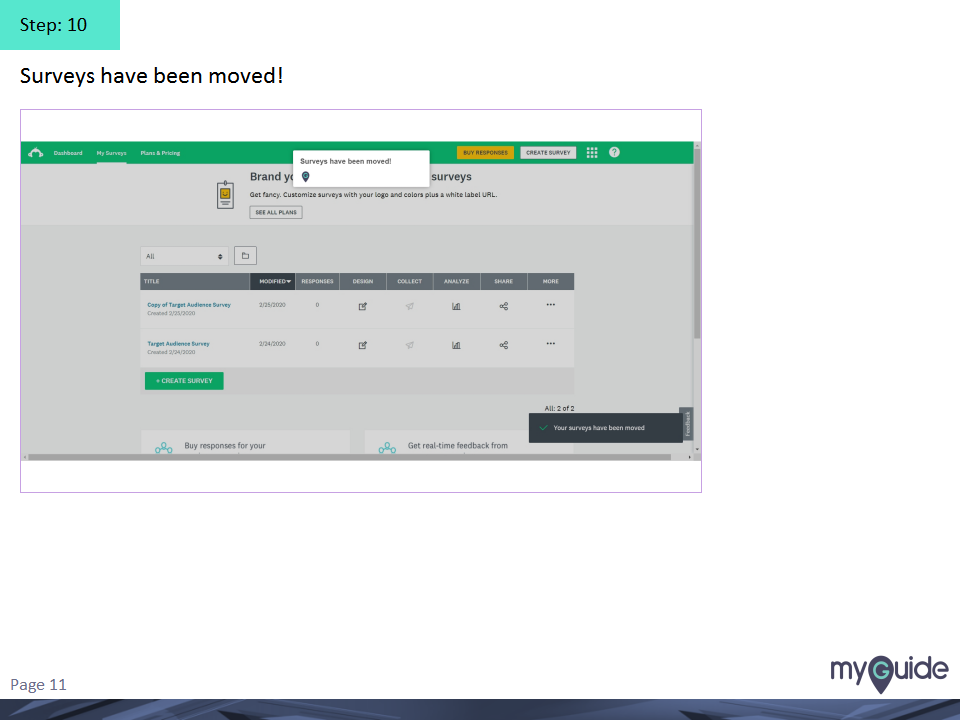 Step: 10
Surveys have been moved!
Dashboard My Surveys Plans & Pricing BUY RESPONSES CREATE SURVEY ?
Surveys have been moved!
Brand yo surveys
Get fancy. Customize surveys with your logo and colors plus a white label URL.
SEE ALL PLANS
All
TITLE MODIFIED RESPONSES DESIGN COLLECT ANALYZE SHARE MORE
Copy of Target Audience Survey 2/25/2020 0
Created 2/25/2020
Target Audience Survey 2/24/2020 0
Created 2/24/2020
+ CREATE SURVEY
All: 2 of 2
Feedback
Your surveys have been moved
Buy responses for your Get real-time feedback from
myGuide
Page 11